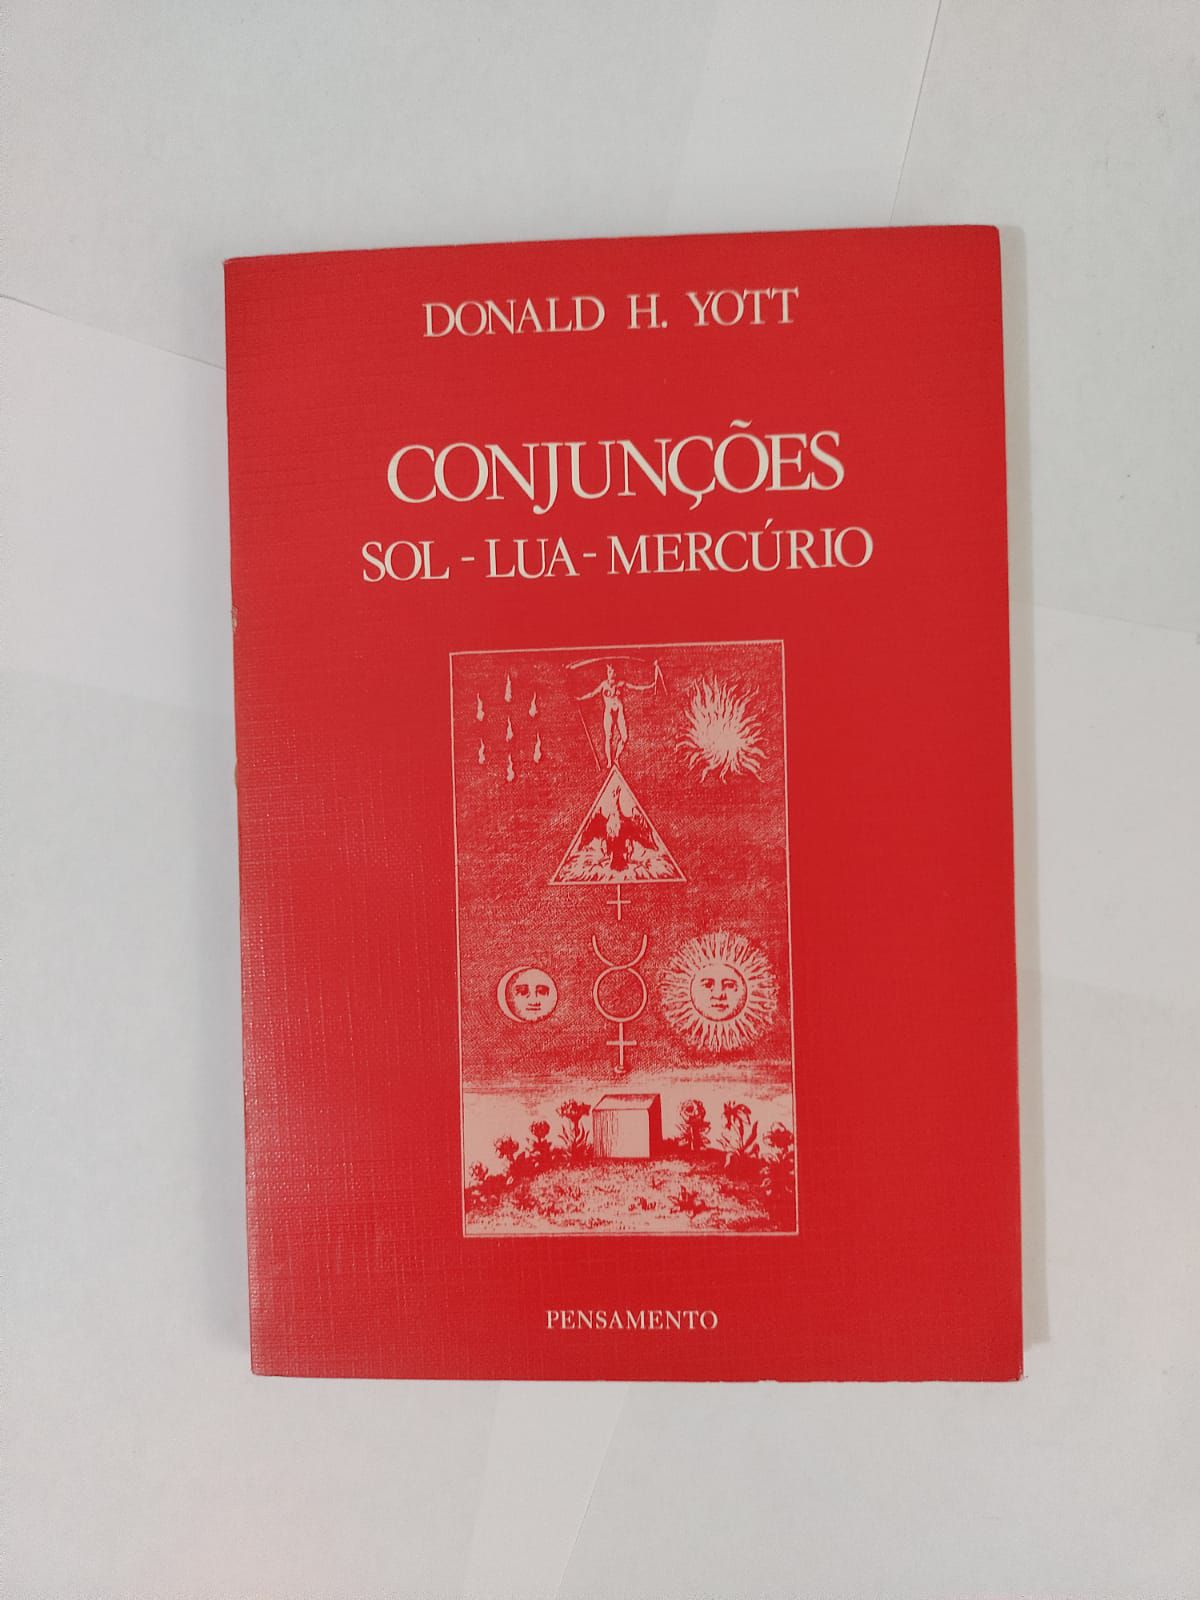 DONALD H. YOTT
CONJUNÇÕES
SOL - LUA - MERCÚRIO
PENSAMENTO